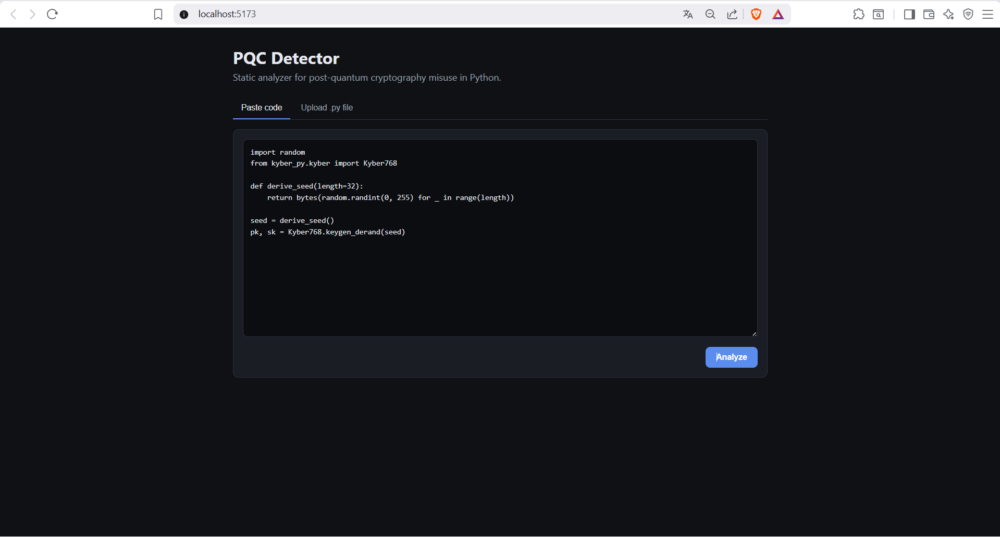 localhost:5173
PQC Detector
Static analyzer for post-quantum cryptography misuse in Python.
Paste code Upload .py file
import random
from kyber_py.kyber import Kyber768

def derive_seed(length=32):
    return bytes(random.randint(0, 255) for _ in range(length))

seed = derive_seed()
pk, sk = Kyber768.keygen_derand(seed)
Analyze